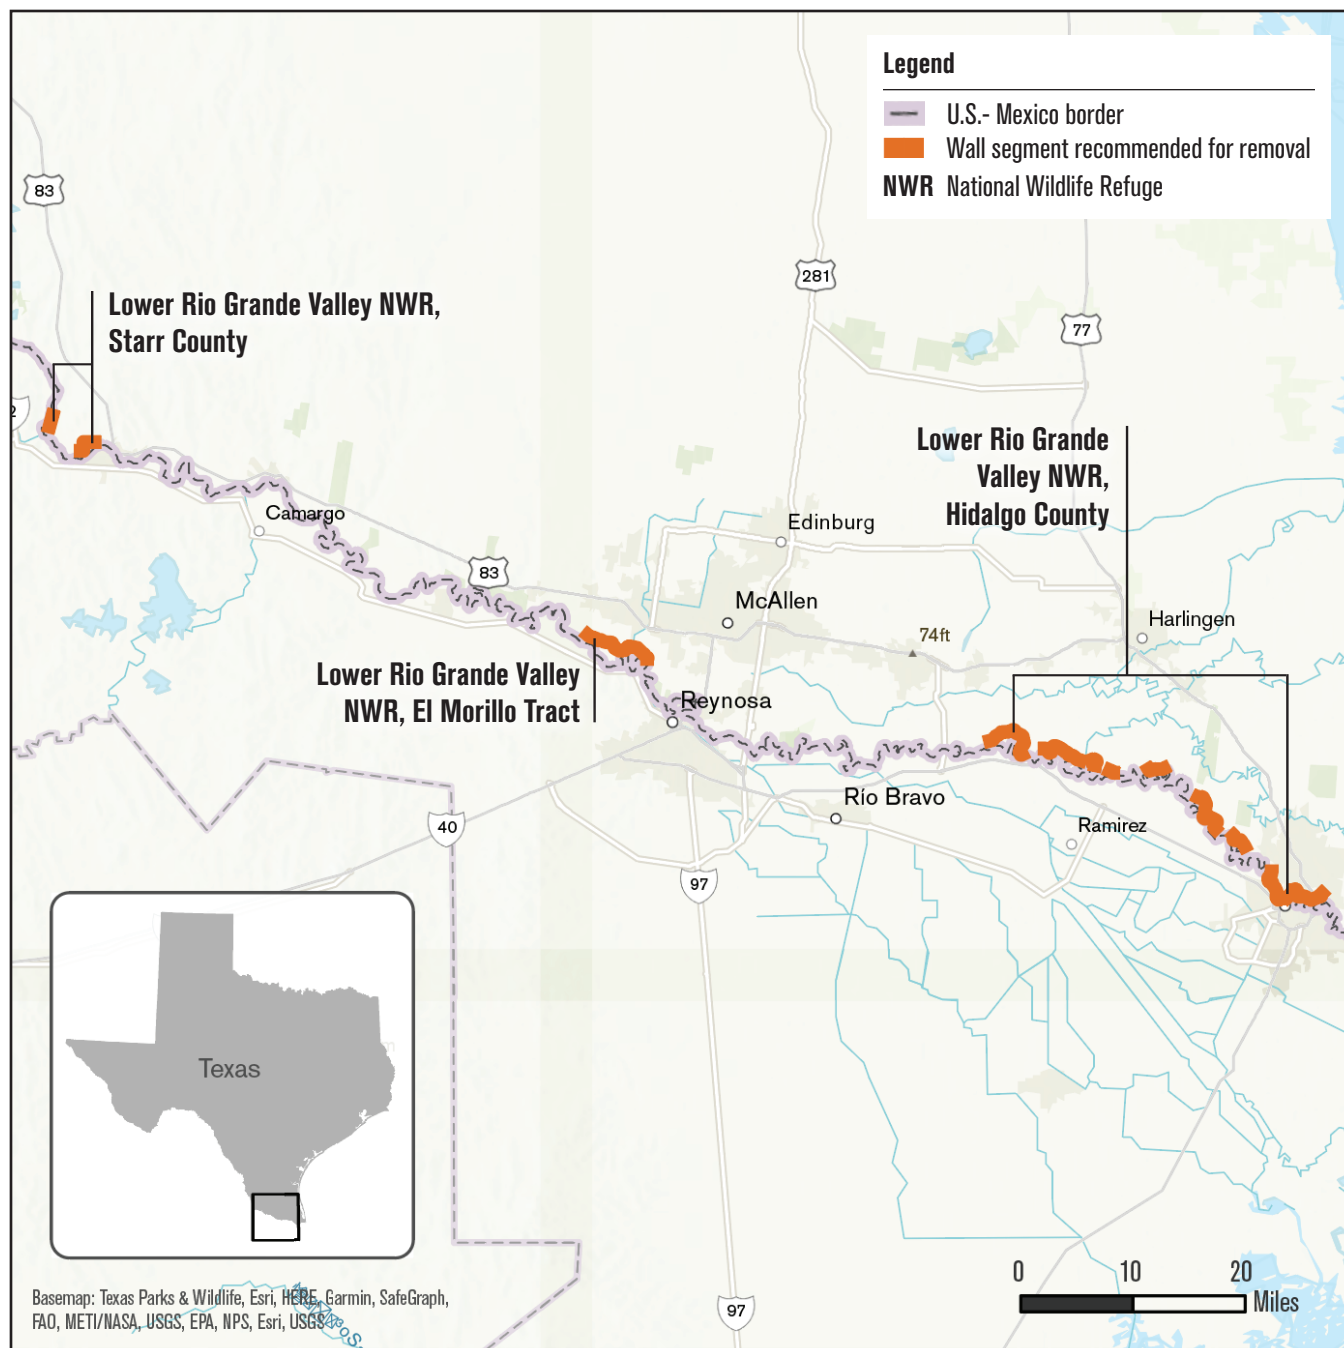 Legend
U.S.- Mexico border
Wall segment recommended for removal
NWR National Wildlife Refuge
83
281
77
Lower Rio Grande Valley NWR,
Starr County
2
Lower Rio Grande
Valley NWR,
Hidalgo County
Camargo
Edinburg
83
McAllen
Harlingen
74ft
Lower Rio Grande Valley
NWR, El Morillo Tract
Reynosa
Río Bravo
Ramirez
40
97
Texas
0 10 20
Miles
97
Basemap: Texas Parks & Wildlife, Esri, HERE, Garmin, SafeGraph,
FAO, METI/NASA, USGS, EPA, NPS, Esri, USGS